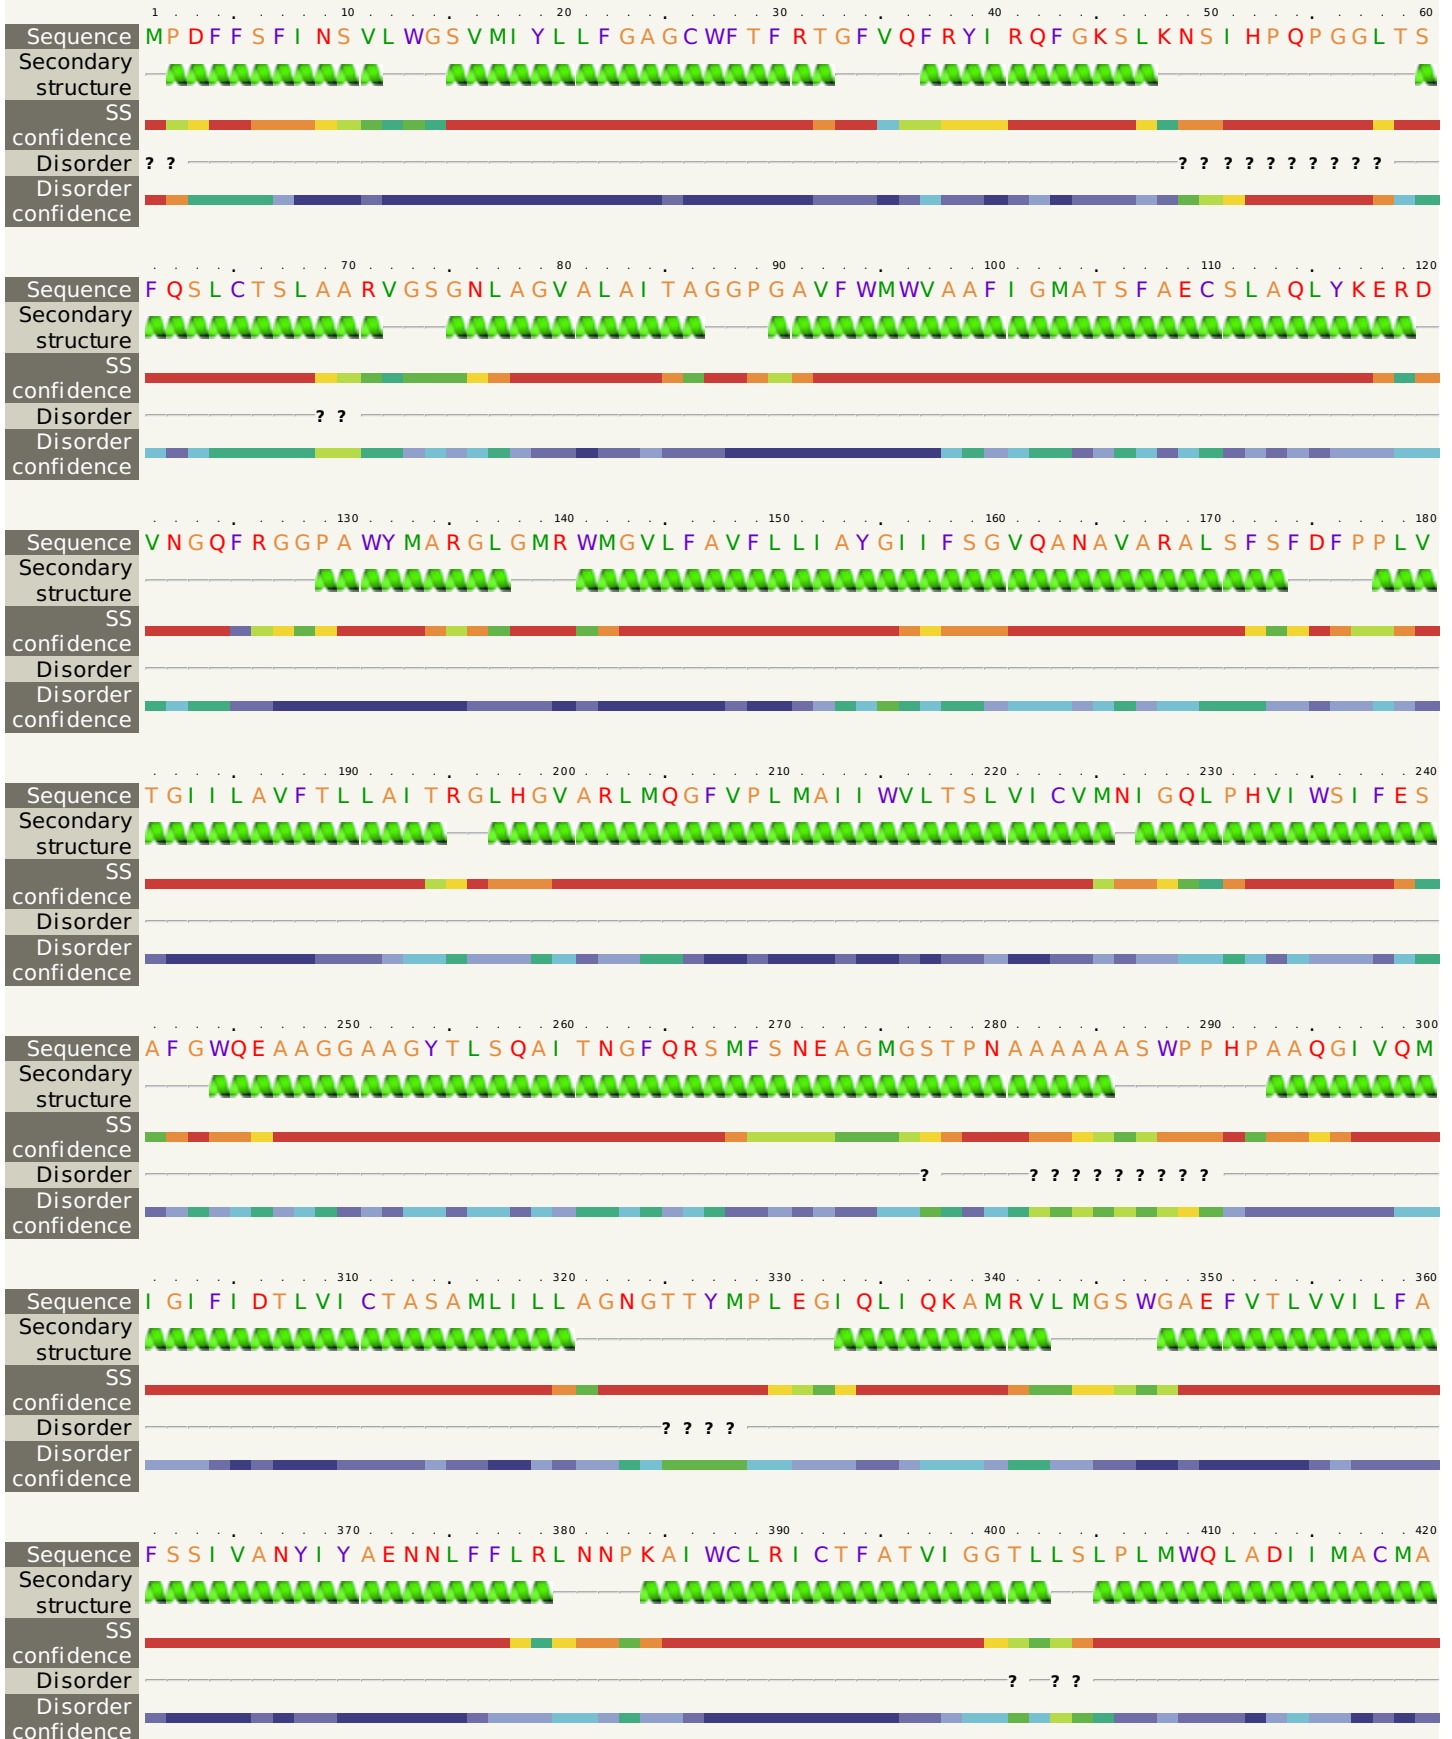 1 10 20 30 40 50 60
Sequence MPDFFSFINSVLWGSVMIYLLFGAGCWFTFRTGFVQFRYIRQFGKSLKNSIHPQPGGLTS
Secondary
structure
SS
confidence
Disorder ? ? ? ? ? ? ? ? ? ? ? ?
Disorder
confidence
70 80 90 100 110 120
Sequence FQSLCTSLAARVGSGNLAGVALAITAGGPGAVFWMWVAAFIGMATSFAECSLAQLYKERD
Secondary
structure
SS
confidence
Disorder ? ?
Disorder
confidence
130 140 150 160 170 180
Sequence VNGQFRGGPAWYMARGLGMRWMGVLFAVFLLIAYGIIFSGVQANAVARALSFSFDFPPLV
Secondary
structure
SS
confidence
Disorder
Disorder
confidence
190 200 210 220 230 240
Sequence TGIILAVFTLLAITRGLHGVARLMQGFVPLMAIIWVLTSLVICVMNIGQLPHVIWSIFES
Secondary
structure
SS
confidence
Disorder
Disorder
confidence
250 260 270 280 290 300
Sequence AFGWQEAAGGAAGYTLSQAITNGFQRSMFSNEAGMGSTPNAAAAAASWPPHPAAQGIVQM
Secondary
structure
SS
confidence
Disorder ? ? ? ? ? ? ? ? ? ?
Disorder
confidence
310 320 330 340 350 360
Sequence IGIFIDTLVICTASAMLILLAGNGTTYMPLEGIQLIQKAMRVLMGSWGAEFVTLVVILFA
Secondary
structure
SS
confidence
Disorder ? ? ? ?
Disorder
confidence
370 380 390 400 410 420
Sequence FSSIVANYIYAENNLFFLRLNNPKAIWCLRICTFATVIGGTLLSLPLMWQLADIIMACMA
Secondary
structure
SS
confidence
Disorder ? ? ?
Disorder
confidence